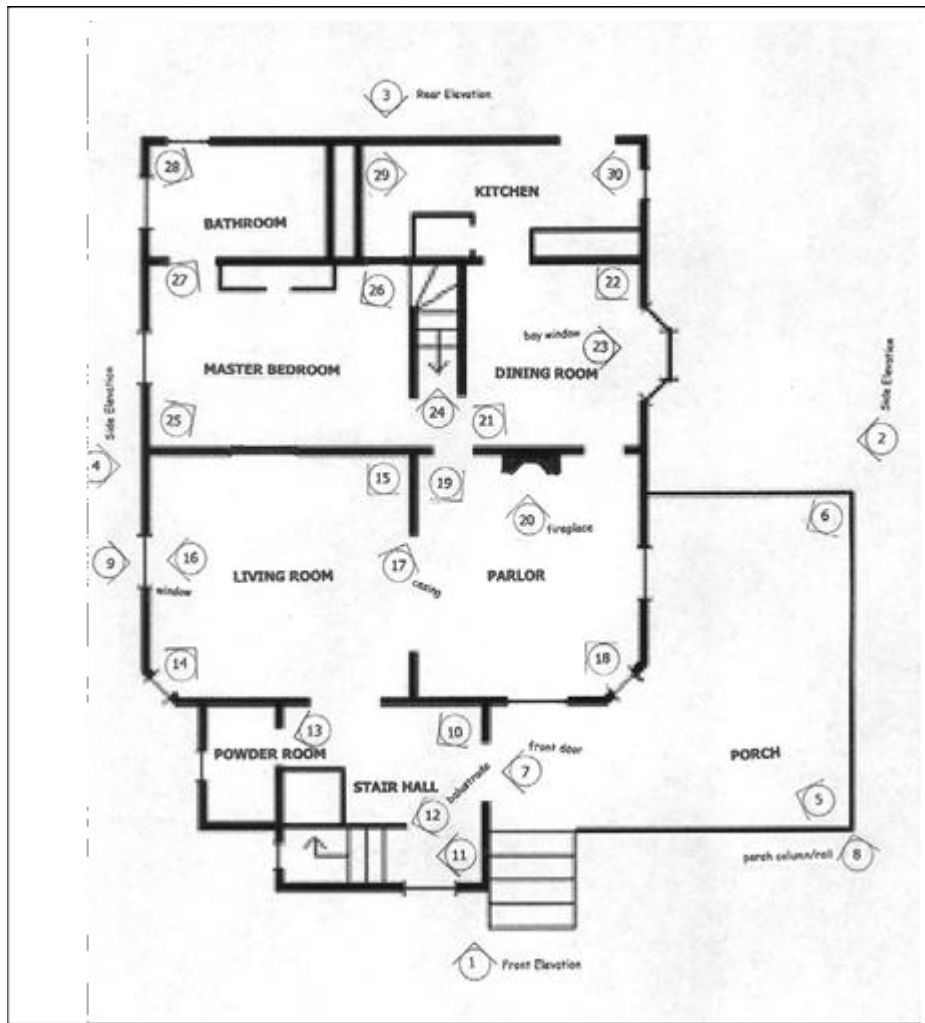 3 Rear Elevation
28
29
KITCHEN
30
BATHROOM
27
26
22
bay window
23
MASTER BEDROOM
DINING ROOM
Side Elevation
Side Elevation
25
24
21
2
4
15
19
6
20
fireplace
9
16
17
LIVING ROOM
PARLOR
window
casing
14
18
13
10
front door
POWDER ROOM
7
PORCH
STAIR HALL
balustrade
12
5
11
porch column/rail
8
1 Front Elevation